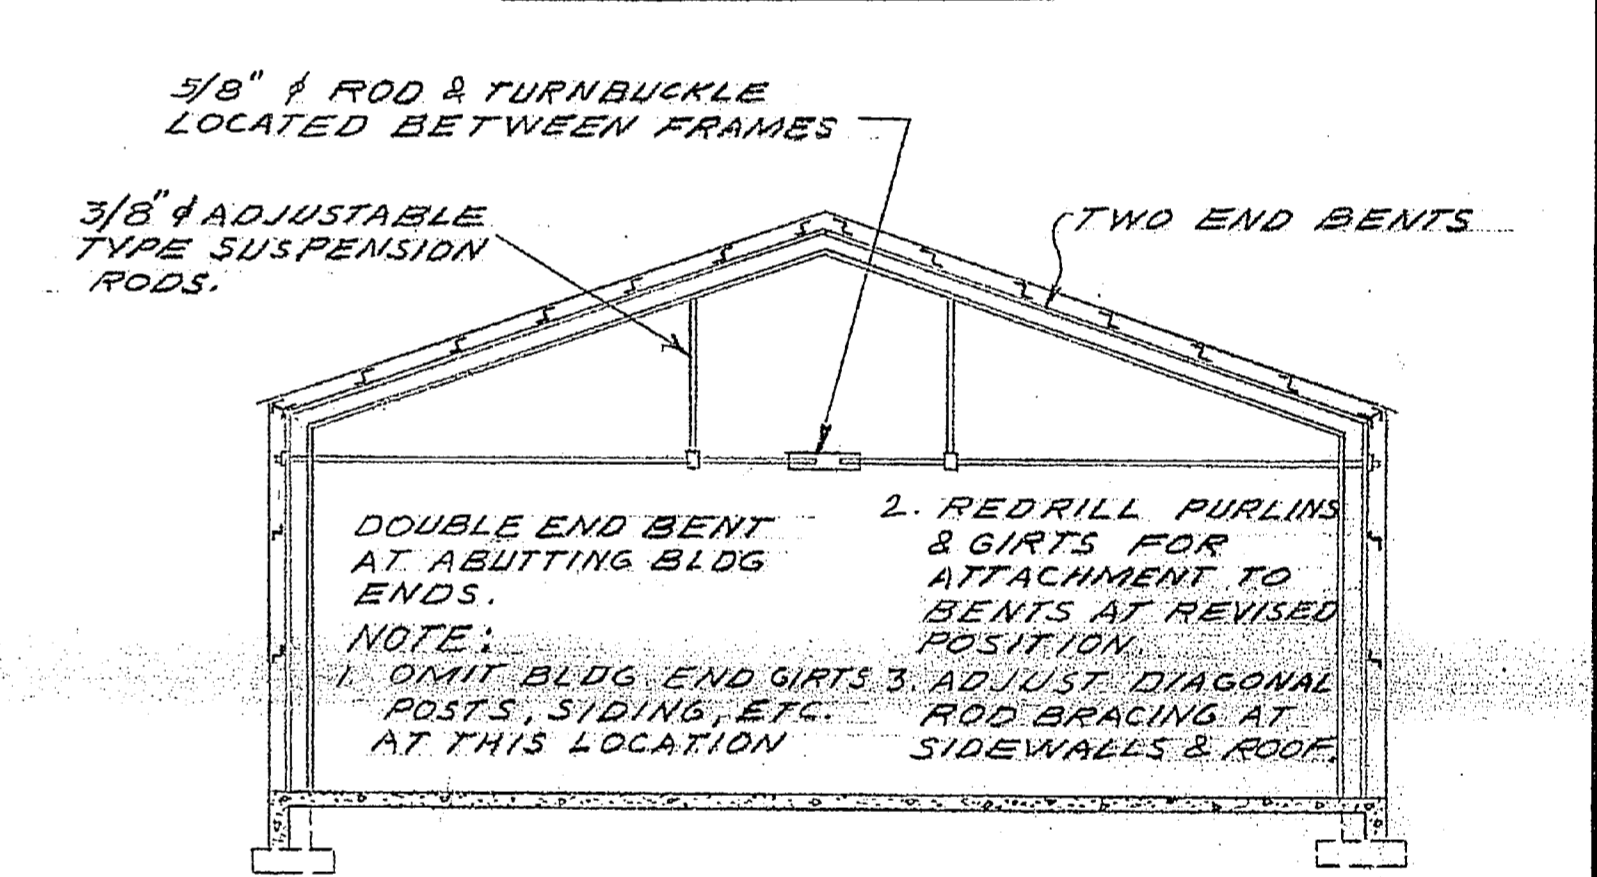 5/8" ϕ ROD & TURNBUCKLE
LOCATED BETWEEN FRAMES
3/8" ϕ ADJUSTABLE
TYPE SUSPENSION
RODS.
TWO END BENTS
DOUBLE END BENT
AT ABUTTING BLDG
ENDS.
NOTE:
1. OMIT BLDG. END GIRTS
POSTS, SIDING, ETC.
AT THIS LOCATION
2. REDRILL PURLINS
& GIRTS FOR
ATTACHMENT TO
BENTS AT REVISED
POSITION.
3. ADJUST DIAGONAL
ROD BRACING AT
SIDEWALLS & ROOF.